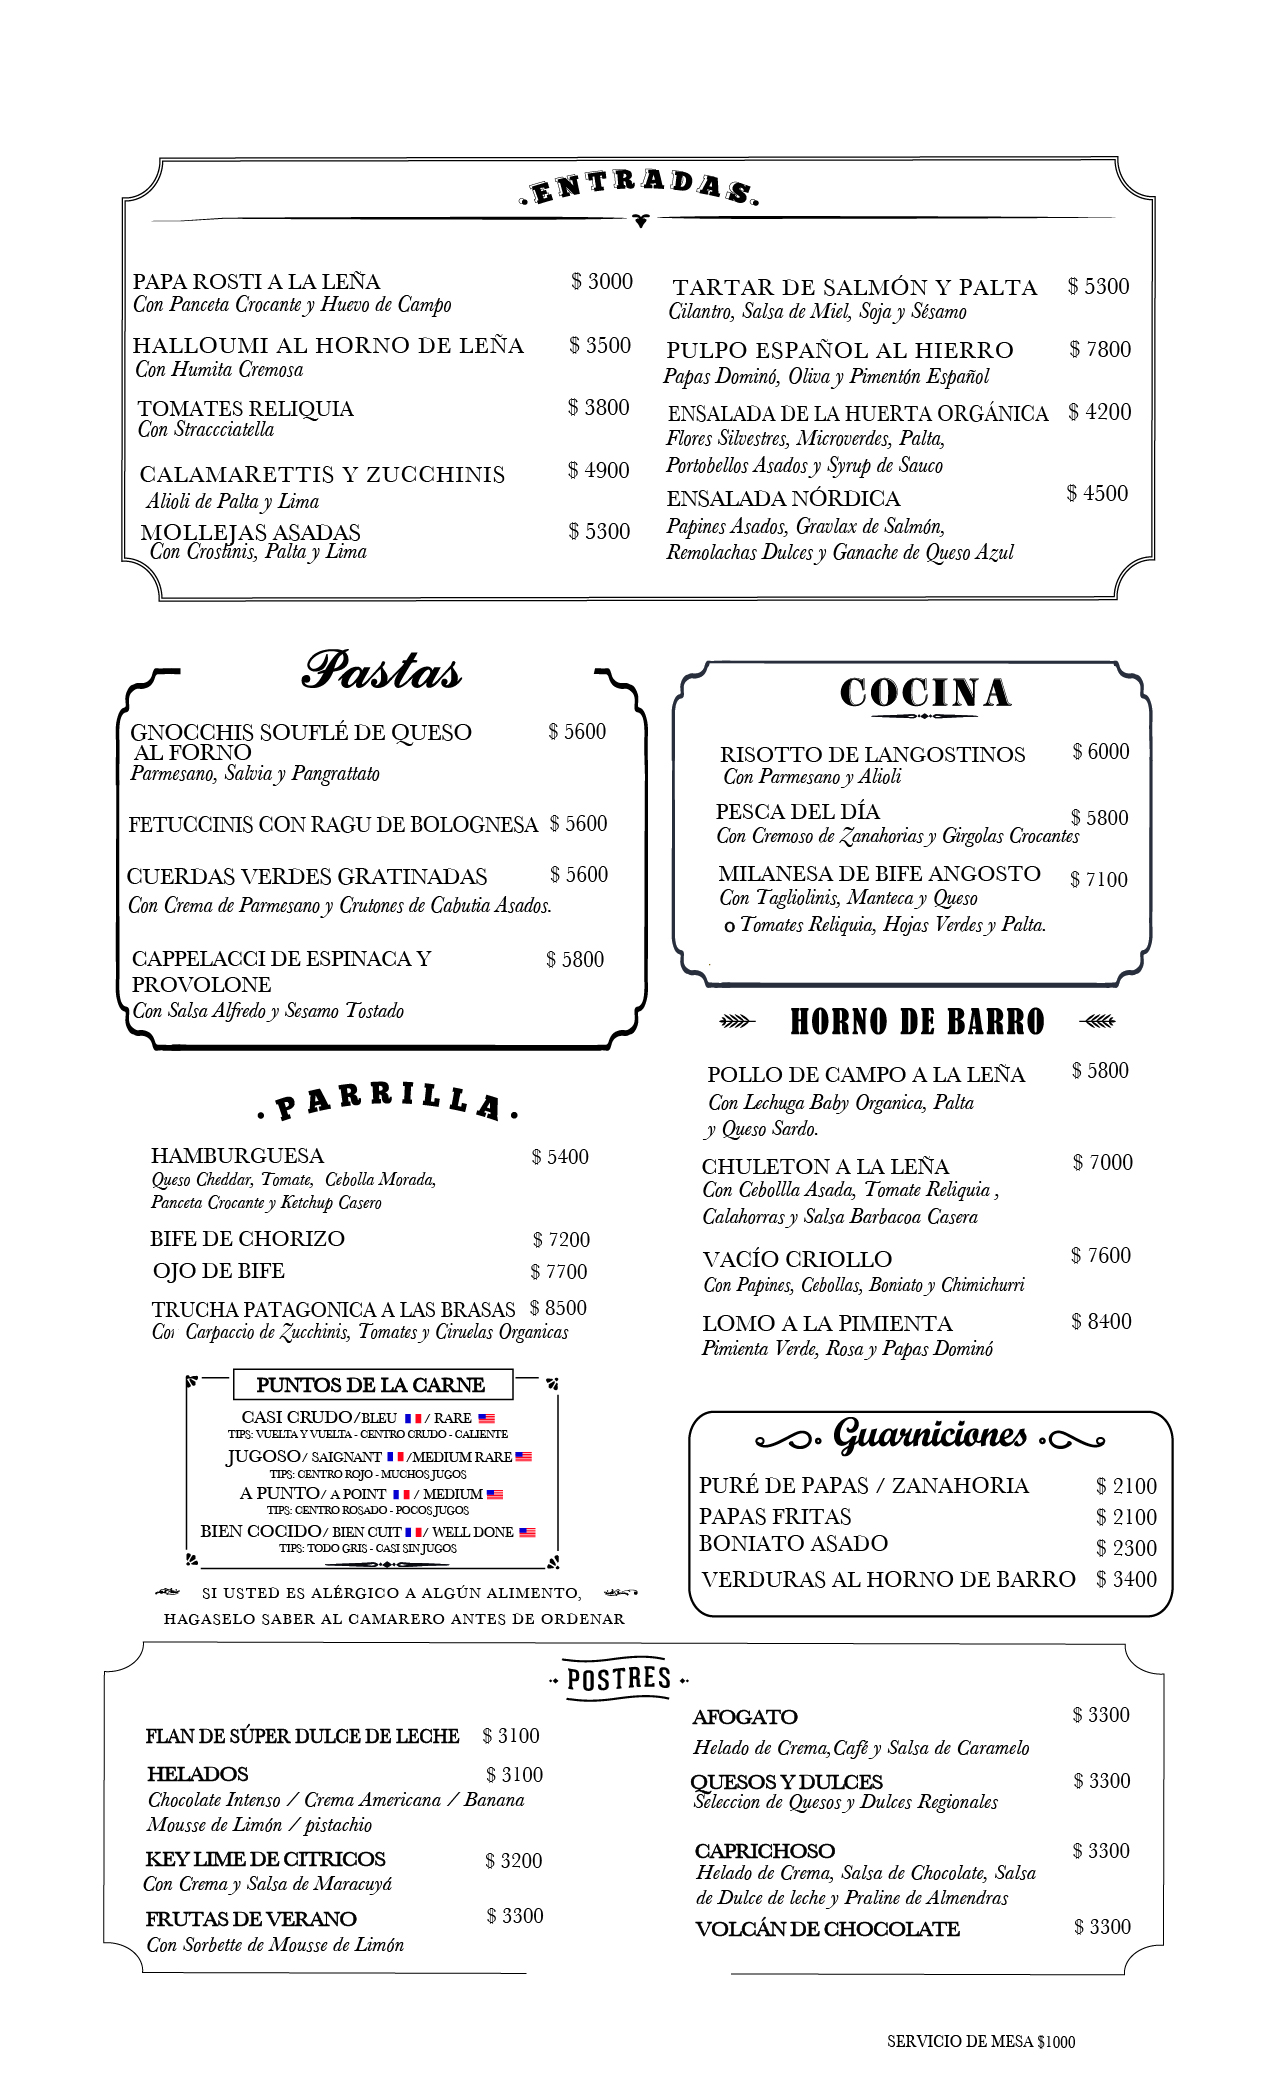 .ENTRADAS.
PAPA ROSTI A LA LEÑA $ 3000
Con Panceta Crocante y Huevo de Campo
HALLOUMI AL HORNO DE LEÑA $ 3500
Con Humita Cremosa
TOMATES RELIQUIA $ 3800
Con Straccciatella
CALAMARETTIS Y ZUCCHINIS $ 4900
Alioli de Palta y Lima
MOLLEJAS ASADAS $ 5300
Con Crostinis, Palta y Lima
TARTAR DE SALMÓN Y PALTA $ 5300
Cilantro, Salsa de Miel, Soja y Sésamo
PULPO ESPAÑOL AL HIERRO $ 7800
Papas Dominó, Oliva y Pimentón Español
ENSALADA DE LA HUERTA ORGÁNICA $ 4200
Flores Silvestres, Microverdes, Palta,
Portobellos Asados y Syrup de Sauco
ENSALADA NÓRDICA $ 4500
Papines Asados, Gravlax de Salmón,
Remolachas Dulces y Ganache de Queso Azul
Pastas
GNOCCHIS SOUFLÉ DE QUESO $ 5600
AL FORNO
Parmesano, Salvia y Pangrattato
FETUCCINIS CON RAGU DE BOLOGNESA $ 5600
CUERDAS VERDES GRATINADAS $ 5600
Con Crema de Parmesano y Crutones de Cabutia Asados.
CAPPELACCI DE ESPINACA Y $ 5800
PROVOLONE
Con Salsa Alfredo y Sesamo Tostado
COCINA
RISOTTO DE LANGOSTINOS $ 6000
Con Parmesano y Alioli
PESCA DEL DÍA $ 5800
Con Cremoso de Zanahorias y Girgolas Crocantes
MILANESA DE BIFE ANGOSTO $ 7100
Con Tagliolinis, Manteca y Queso
o Tomates Reliquia, Hojas Verdes y Palta.
HORNO DE BARRO
POLLO DE CAMPO A LA LEÑA $ 5800
Con Lechuga Baby Organica, Palta
y Queso Sardo.
CHULETON A LA LEÑA $ 7000
Con Cebollla Asada, Tomate Reliquia ,
Calahorras y Salsa Barbacoa Casera
VACÍO CRIOLLO $ 7600
Con Papines, Cebollas, Boniato y Chimichurri
LOMO A LA PIMIENTA $ 8400
Pimienta Verde, Rosa y Papas Dominó
.PARRILLA.
HAMBURGUESA $ 5400
Queso Cheddar, Tomate, Cebolla Morada,
Panceta Crocante y Ketchup Casero
BIFE DE CHORIZO $ 7200
OJO DE BIFE $ 7700
TRUCHA PATAGONICA A LAS BRASAS $ 8500
Con Carpaccio de Zucchinis, Tomates y Ciruelas Organicas
PUNTOS DE LA CARNE
CASI CRUDO/BLEU / RARE
TIPS: VUELTA Y VUELTA - CENTRO CRUDO - CALIENTE
JUGOSO/ SAIGNANT /MEDIUM RARE
TIPS: CENTRO ROJO - MUCHOS JUGOS
A PUNTO/ A POINT / MEDIUM
TIPS: CENTRO ROSADO - POCOS JUGOS
BIEN COCIDO/ BIEN CUIT / WELL DONE
TIPS: TODO GRIS - CASI SIN JUGOS
SI USTED ES ALÉRGICO A ALGÚN ALIMENTO,
HAGASELO SABER AL CAMARERO ANTES DE ORDENAR
Guarniciones
PURÉ DE PAPAS / ZANAHORIA $ 2100
PAPAS FRITAS $ 2100
BONIATO ASADO $ 2300
VERDURAS AL HORNO DE BARRO $ 3400
POSTRES
FLAN DE SÚPER DULCE DE LECHE $ 3100
HELADOS $ 3100
Chocolate Intenso / Crema Americana / Banana
Mousse de Limón / pistachio
KEY LIME DE CITRICOS $ 3200
Con Crema y Salsa de Maracuyá
FRUTAS DE VERANO $ 3300
Con Sorbette de Mousse de Limón
AFOGATO $ 3300
Helado de Crema,Café y Salsa de Caramelo
QUESOS Y DULCES $ 3300
Seleccion de Quesos y Dulces Regionales
CAPRICHOSO $ 3300
Helado de Crema, Salsa de Chocolate, Salsa
de Dulce de leche y Praline de Almendras
VOLCÁN DE CHOCOLATE $ 3300
SERVICIO DE MESA $1000